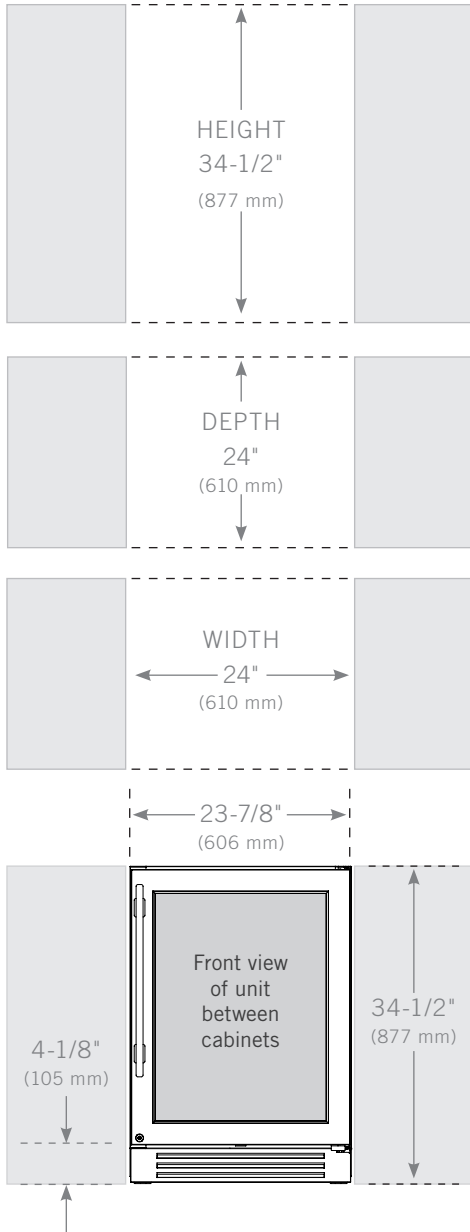 HEIGHT
34-1/2"
(877 mm)
DEPTH
24"
(610 mm)
WIDTH
24"
(610 mm)
23-7/8"
(606 mm)
Front view
of unit
between
cabinets
34-1/2"
(877 mm)
4-1/8"
(105 mm)